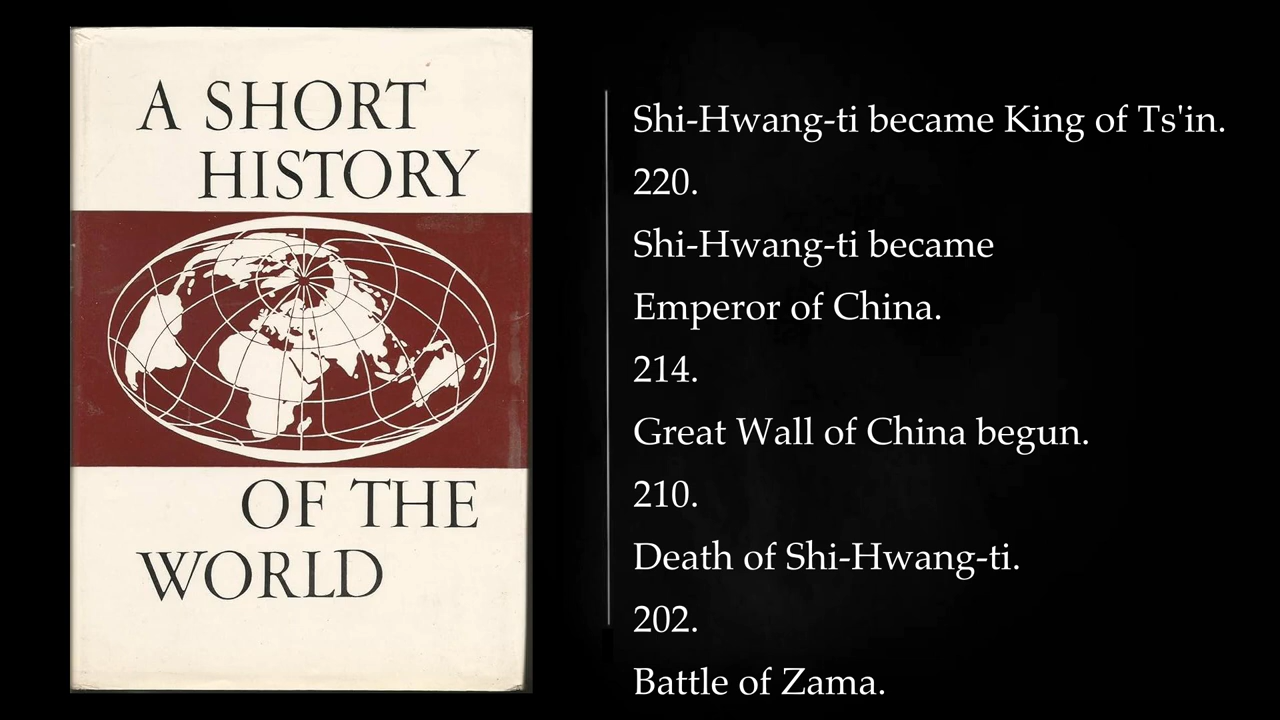 A SHORT
HISTORY
OF THE
WORLD
Shi-Hwang-ti became King of Ts'in.
220.
Shi-Hwang-ti became
Emperor of China.
214.
Great Wall of China begun.
210.
Death of Shi-Hwang-ti.
202.
Battle of Zama.